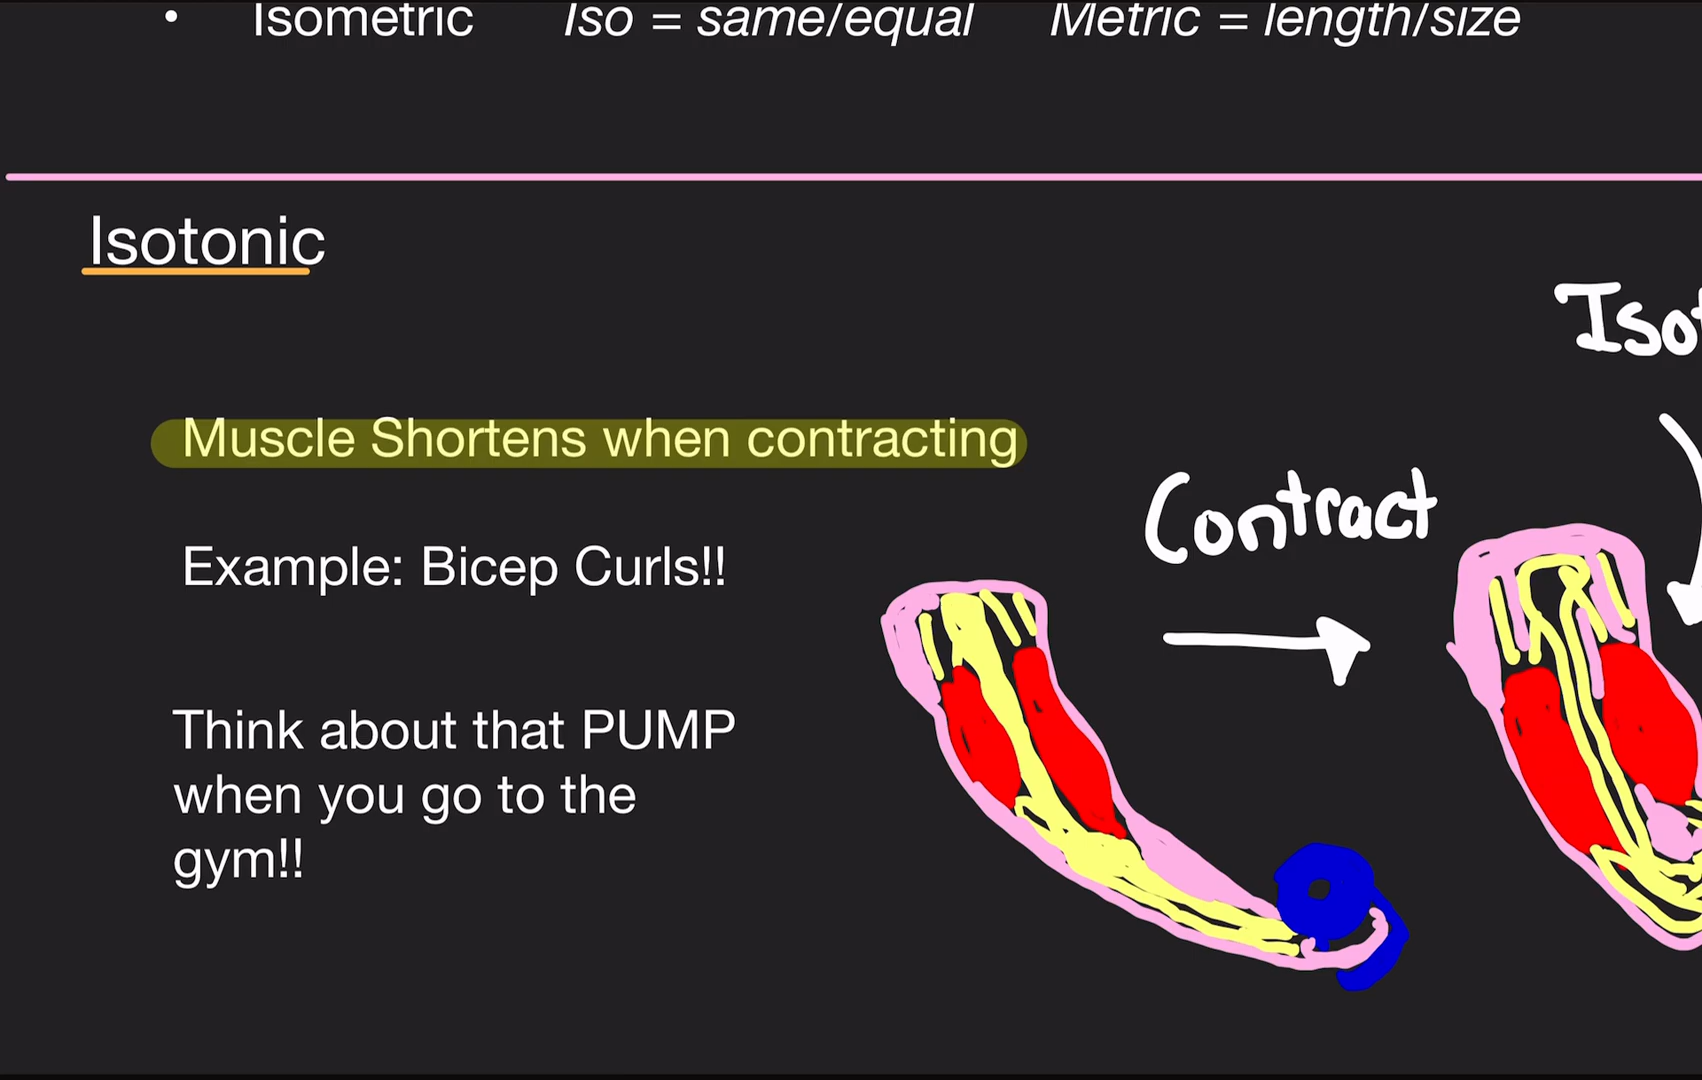 • Isometric Iso = same/equal Metric = length/size
Isotonic
Muscle Shortens when contracting
Example: Bicep Curls!!
Think about that PUMP
when you go to the
gym!!
Contract